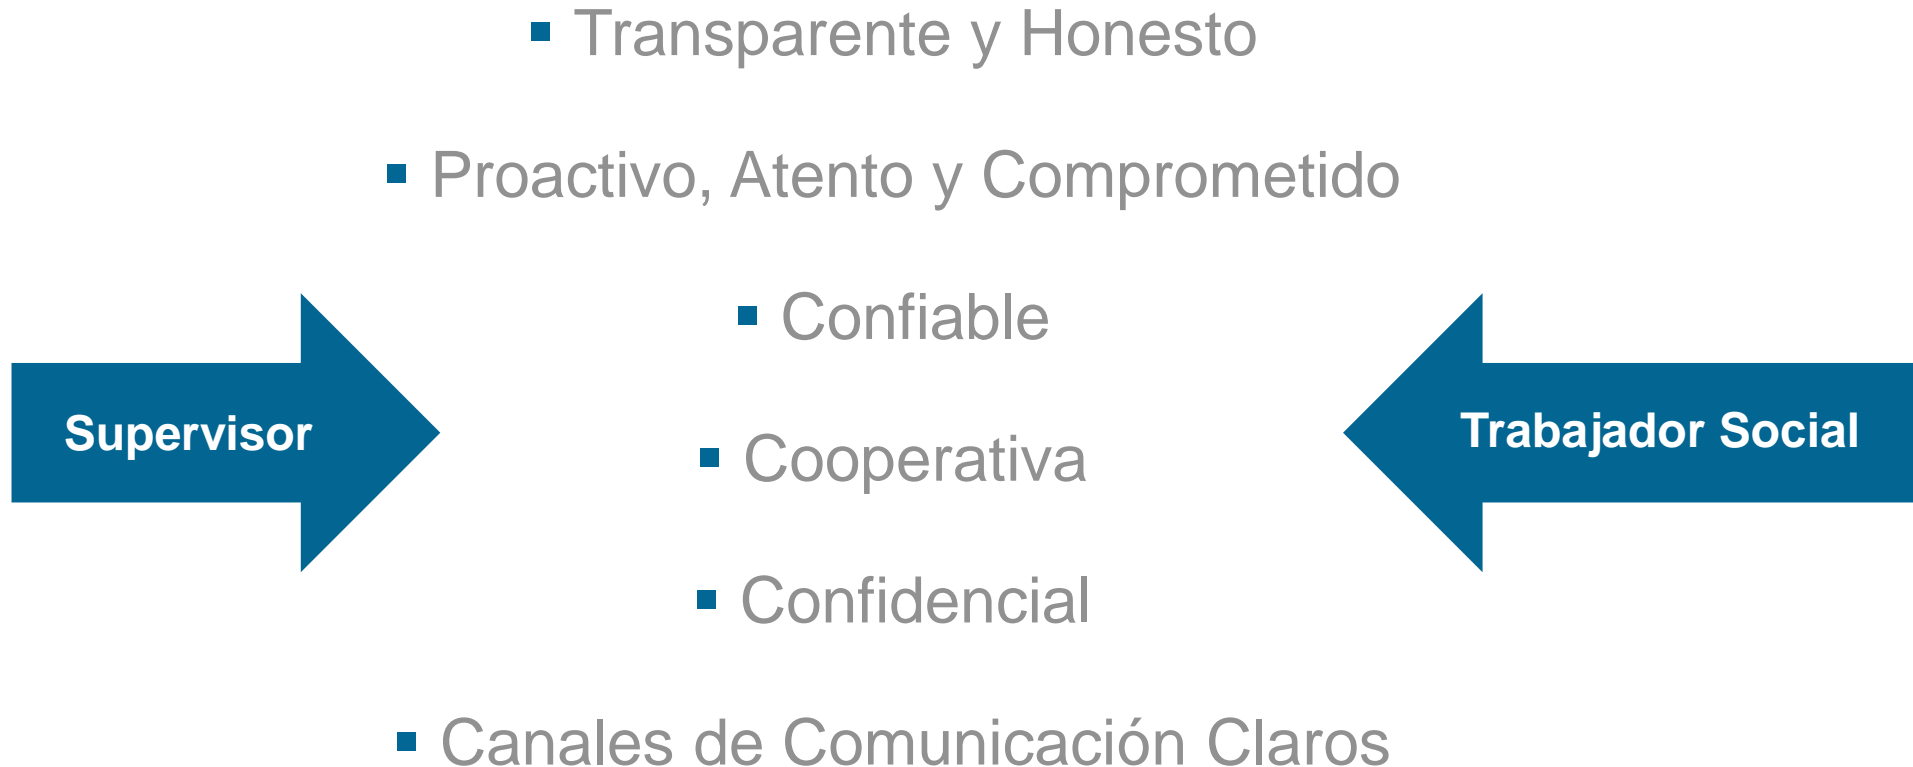 ▪ Transparente y Honesto
▪ Proactivo, Atento y Comprometido
▪ Confiable
Supervisor
Trabajador Social
▪ Cooperativa
▪ Confidencial
▪ Canales de Comunicación Claros